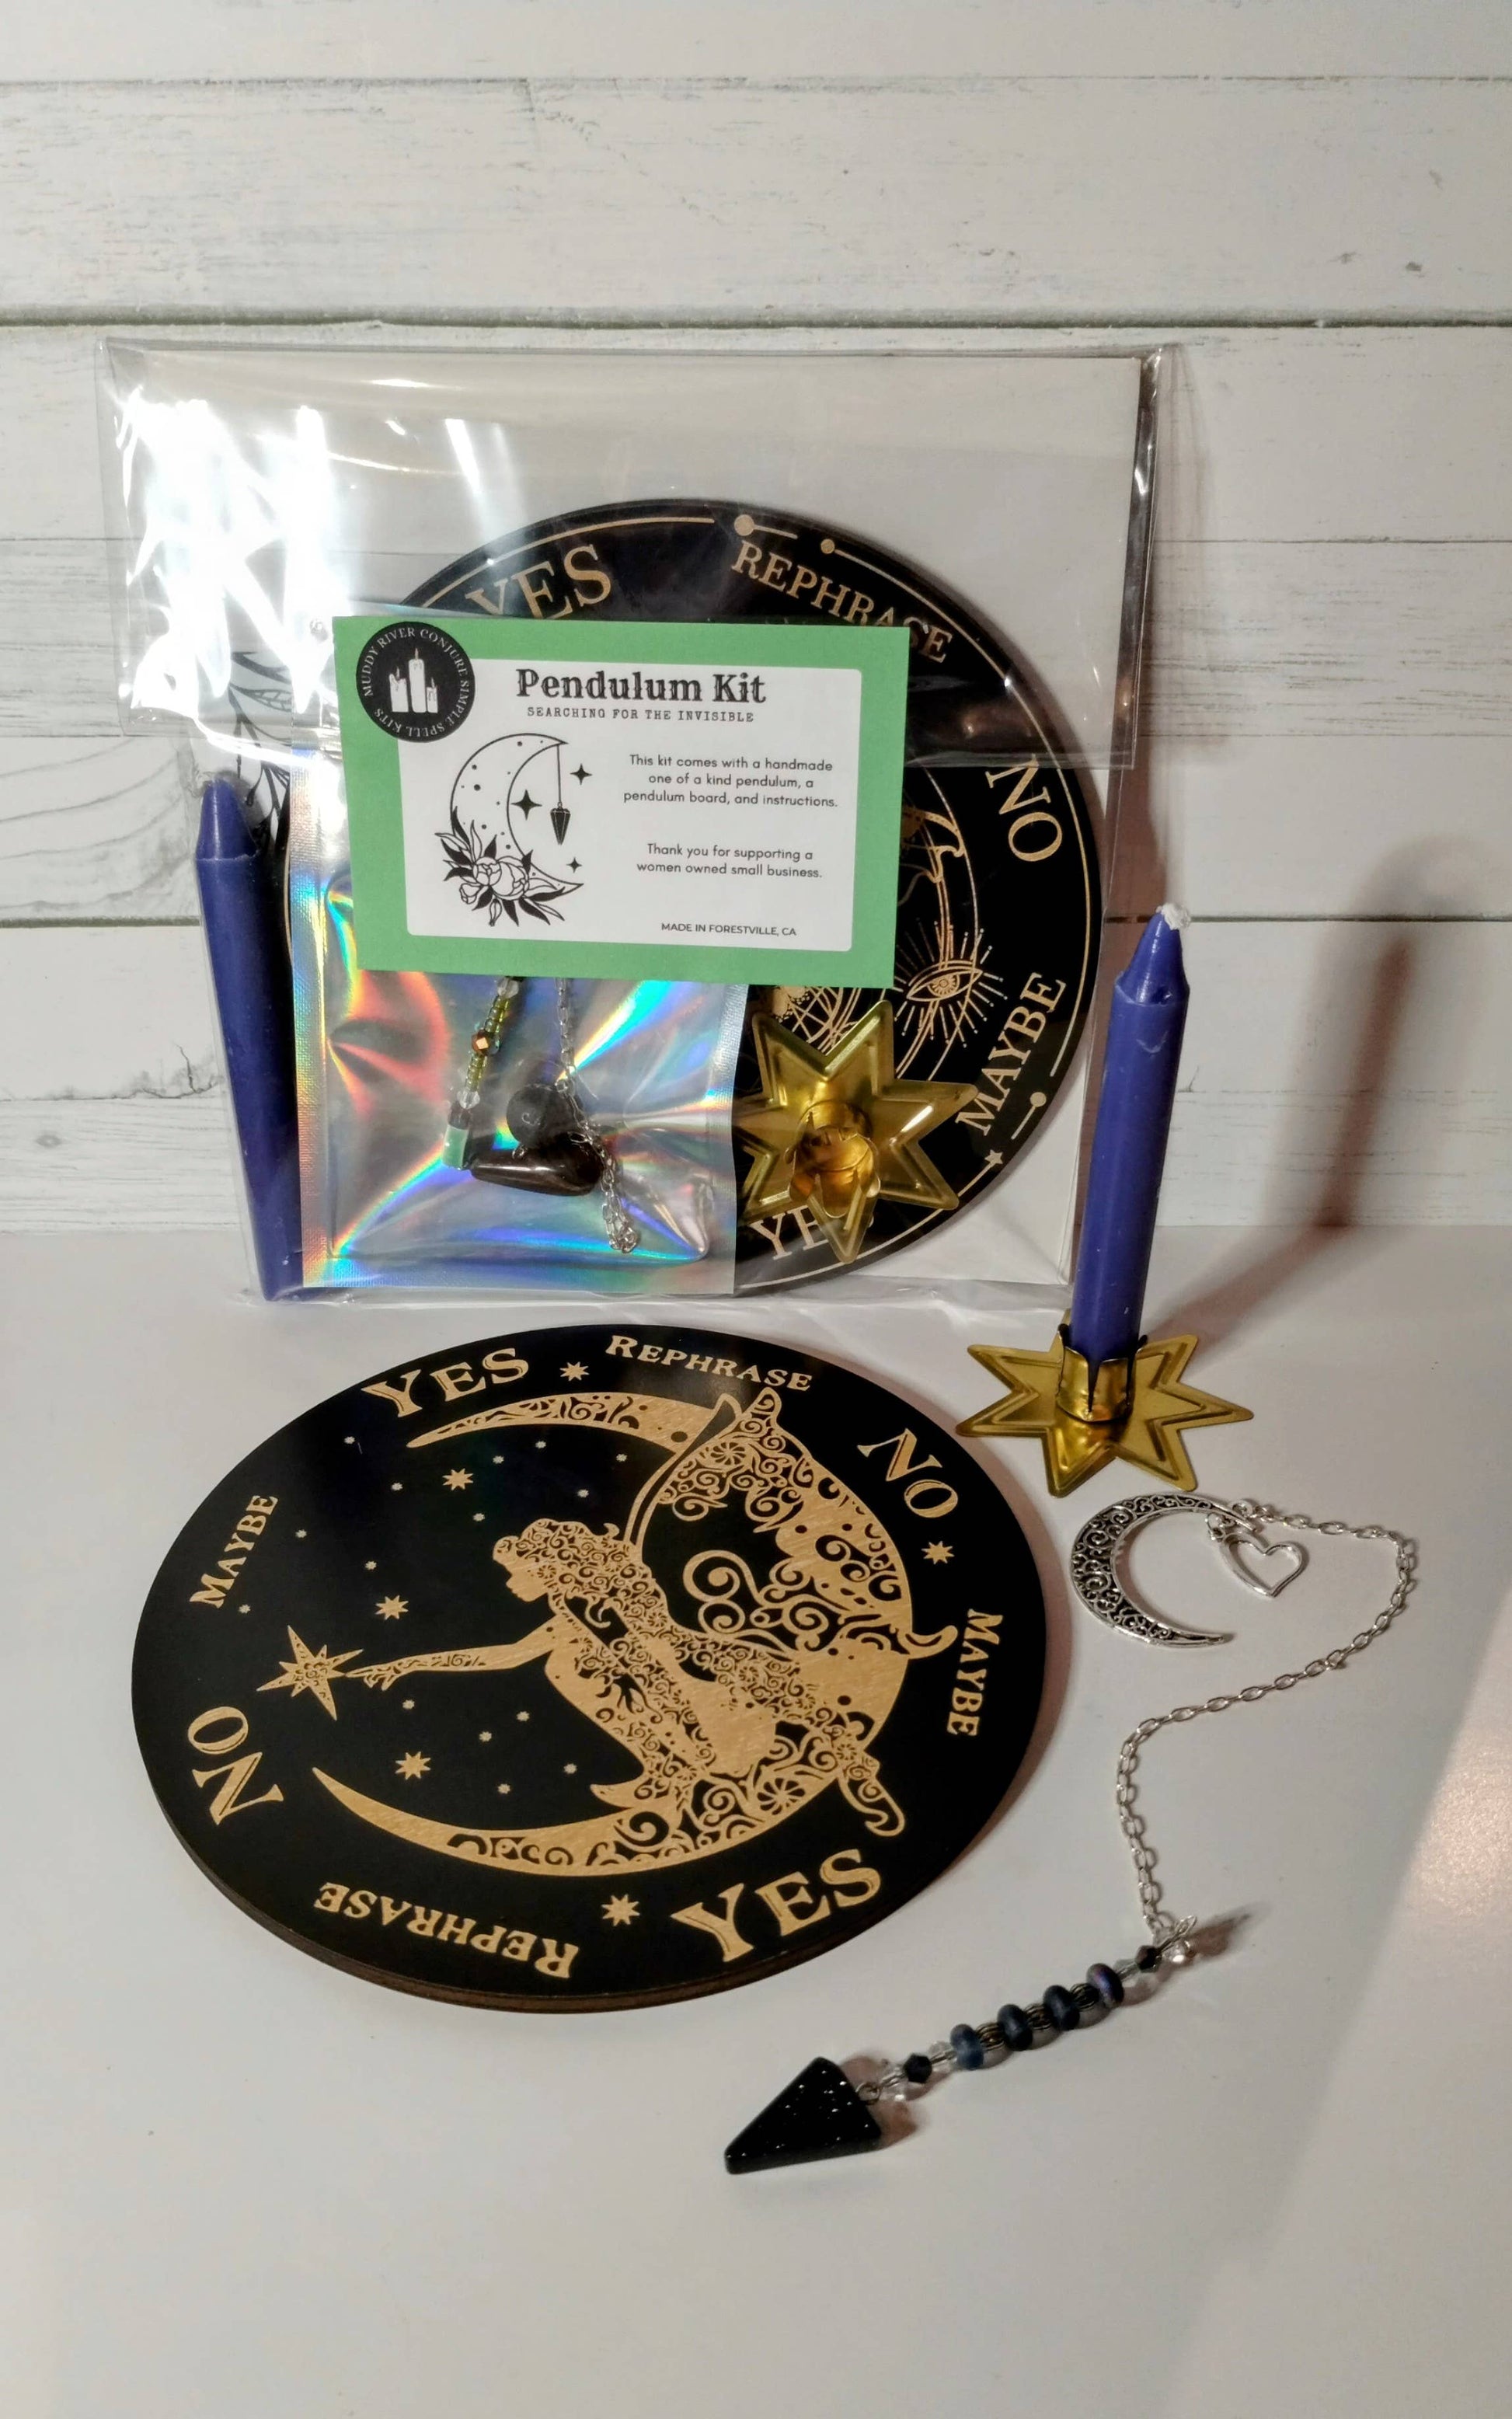 YES
REPHRASE
NO
MAYBE
MUDDY RIVER CONJURE SIMPLE SPELL KITS
Pendulum Kit
SEARCHING FOR THE INVISIBLE
This kit comes with a handmade
one of a kind pendulum, a
pendulum board, and instructions.
Thank you for supporting a
women owned small business.
MADE IN FORESTVILLE, CA
YES
YES
REPHRASE
NO
MAYBE
MAYBE
NO
REPHRASE
YES